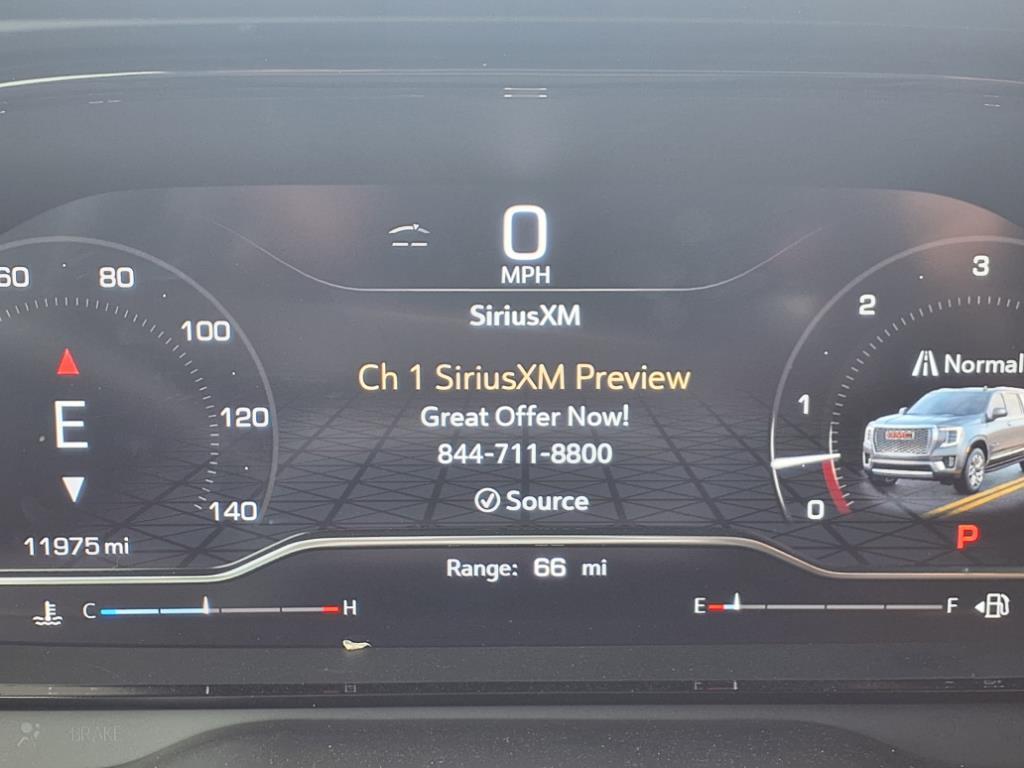 0
MPH
SiriusXM
Ch 1 SiriusXM Preview
Great Offer Now!
844-711-8800
Source
60
80
100
120
140
E
11975 mi
3
2
1
0
Normal
GMC
P
Range: 66 mi
C
H
E
F
BRAKE